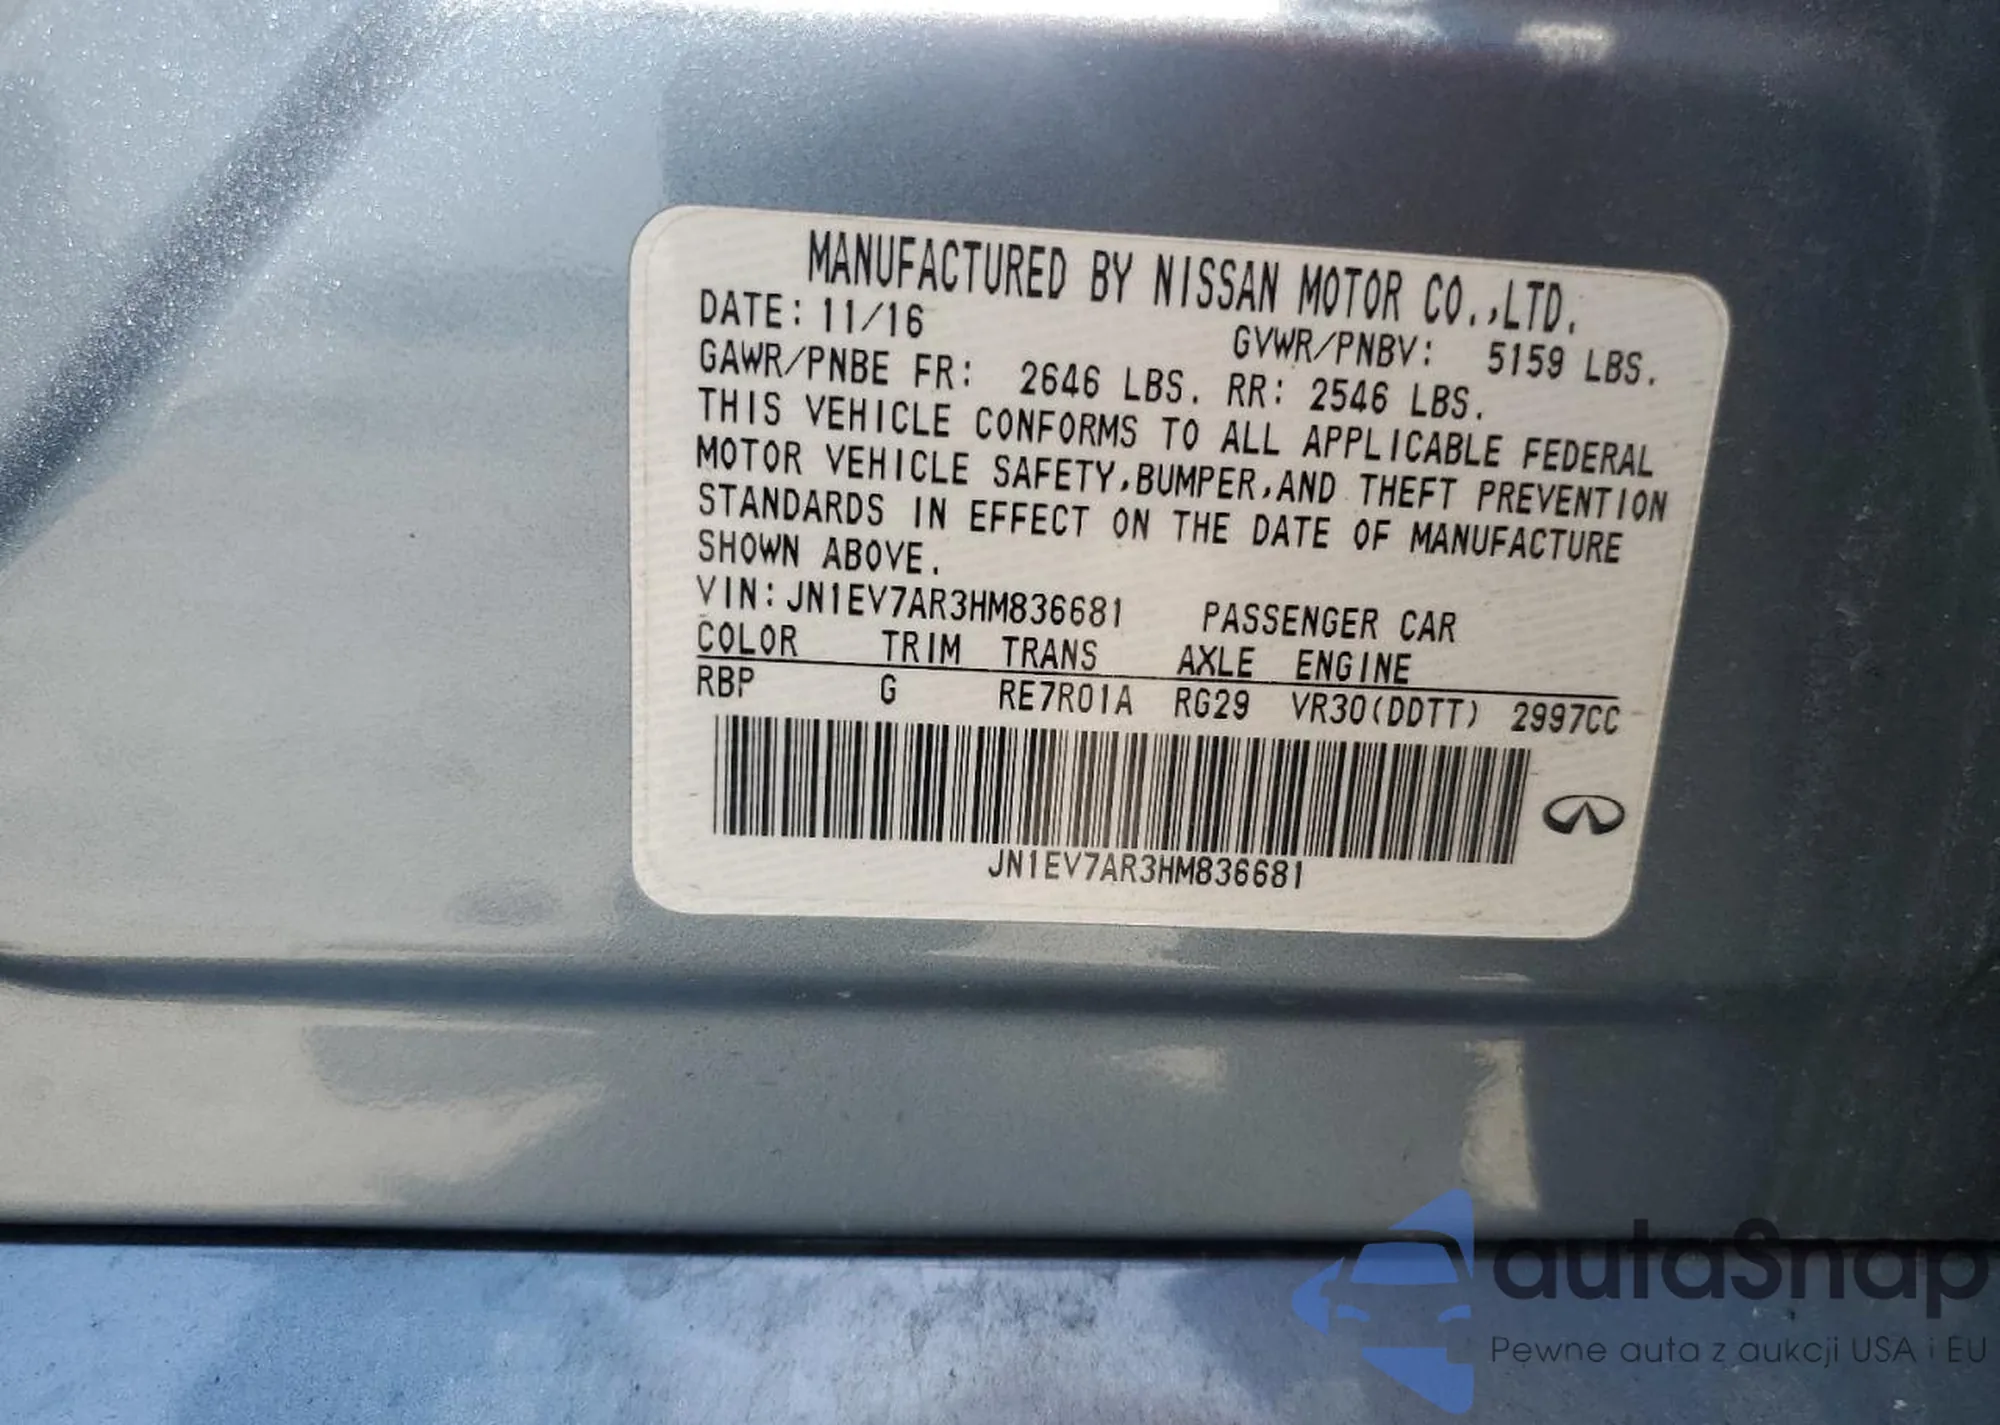 MANUFACTURED BY NISSAN MOTOR CO.,LTD.
DATE: 11/16 GVWR/PNBV: 5159 LBS.
GAWR/PNBE FR: 2646 LBS. RR: 2546 LBS.
THIS VEHICLE CONFORMS TO ALL APPLICABLE FEDERAL
MOTOR VEHICLE SAFETY,BUMPER,AND THEFT PREVENTION
STANDARDS IN EFFECT ON THE DATE OF MANUFACTURE
SHOWN ABOVE.
VIN: JN1EV7AR3HM836681 PASSENGER CAR
COLOR TRIM TRANS AXLE ENGINE
RBP G RE7R01A RG29 VR30(DDTT) 2997CC
JN1EV7AR3HM836681
autaSnap
Pewne auta z aukcji USA i EU